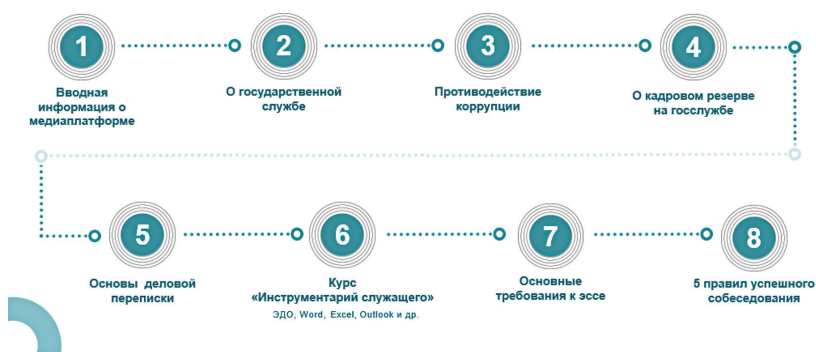 1
Вводная
информация о
медиаплатформе
2
О государственной
службе
3
Противодействие
коррупции
4
О кадровом резерве
на госслужбе
5
Основы деловой
переписки
6
Курс
«Инструментарий служащего»
ЭДО, Word, Excel, Outlook и др.
7
Основные
требования к эссе
8
5 правил успешного
собеседования